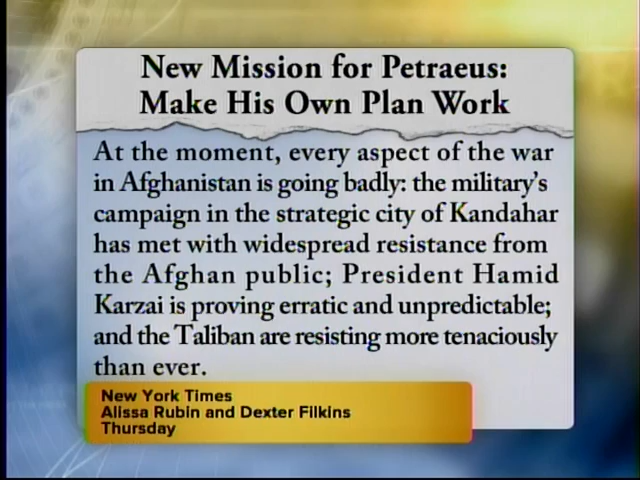 New Mission for Petraeus:
Make His Own Plan Work
At the moment, every aspect of the war
in Afghanistan is going badly: the military's
campaign in the strategic city of Kandahar
has met with widespread resistance from
the Afghan public; President Hamid
Karzai is proving erratic and unpredictable;
and the Taliban are resisting more tenaciously
than ever.
New York Times
Alissa Rubin and Dexter Filkins
Thursday